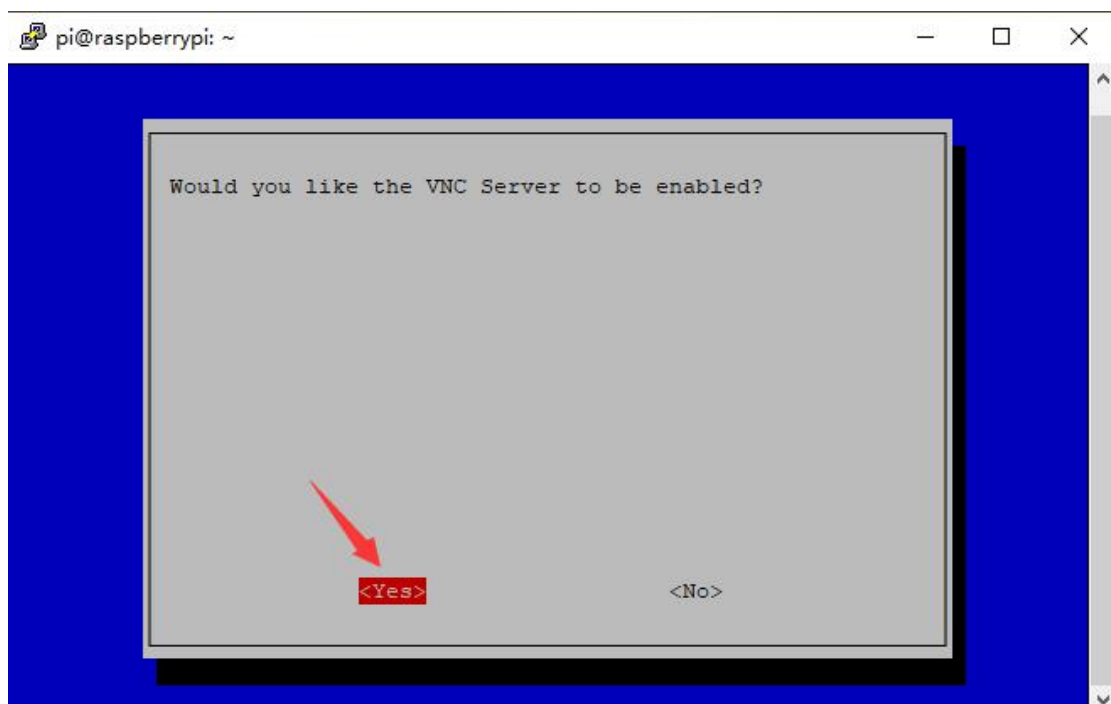 pi@raspberrypi: ~
Would you like the VNC Server to be enabled?
<Yes> <No>